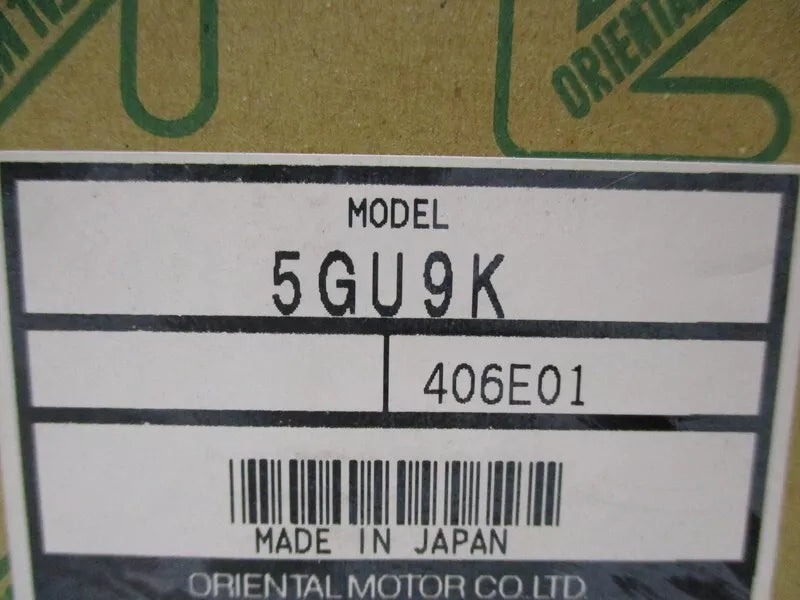 ORIENTAL
MODEL
5GU9K
406E01
MADE IN JAPAN
ORIENTAL MOTOR CO.LTD.